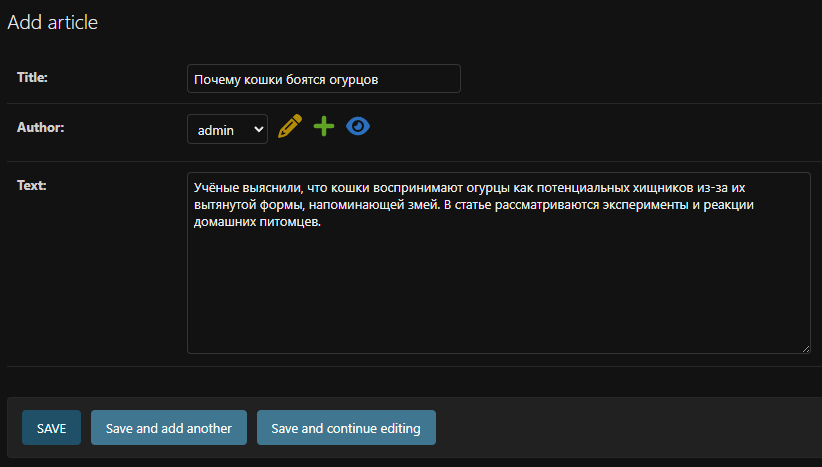 Add article
Title:
Почему кошки боятся огурцов
Author:
admin
Text:
Учёные выяснили, что кошки воспринимают огурцы как потенциальных хищников из-за их
вытянутой формы, напоминающей змей. В статье рассматриваются эксперименты и реакции
домашних питомцев.
SAVE
Save and add another
Save and continue editing